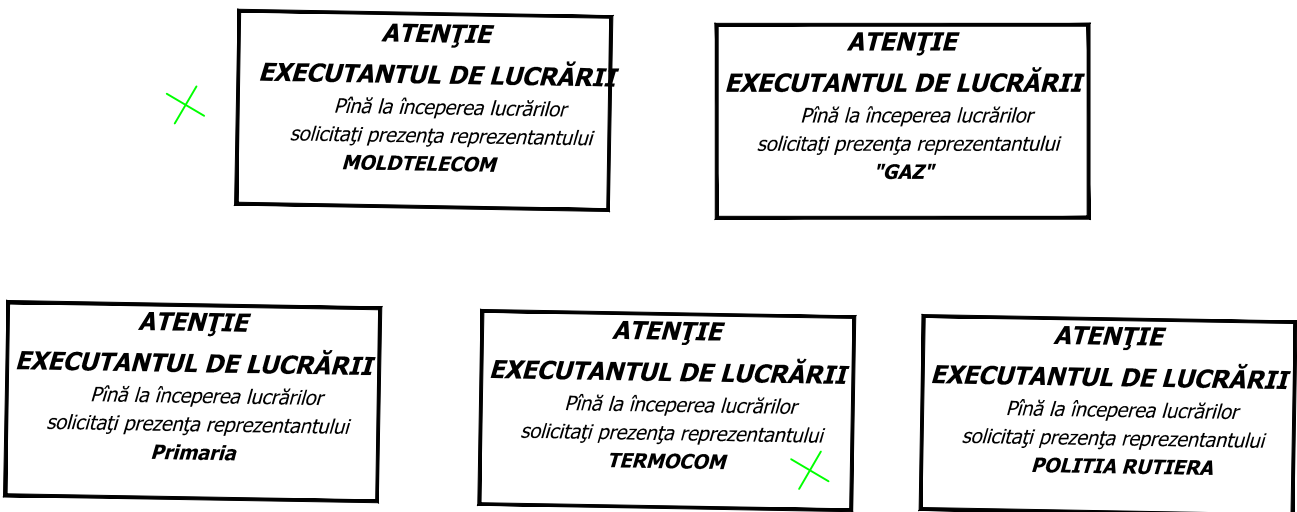 ATENŢIE
EXECUTANTUL DE LUCRĂRII
Pînă la începerea lucrărilor
solicitaţi prezenţa reprezentantului
MOLDTELECOM
ATENŢIE
EXECUTANTUL DE LUCRĂRII
Pînă la începerea lucrărilor
solicitaţi prezenţa reprezentantului
"GAZ"
ATENŢIE
EXECUTANTUL DE LUCRĂRII
Pînă la începerea lucrărilor
solicitaţi prezenţa reprezentantului
Primaria
ATENŢIE
EXECUTANTUL DE LUCRĂRII
Pînă la începerea lucrărilor
solicitaţi prezenţa reprezentantului
TERMOCOM
ATENŢIE
EXECUTANTUL DE LUCRĂRII
Pînă la începerea lucrărilor
solicitaţi prezenţa reprezentantului
POLITIA RUTIERA